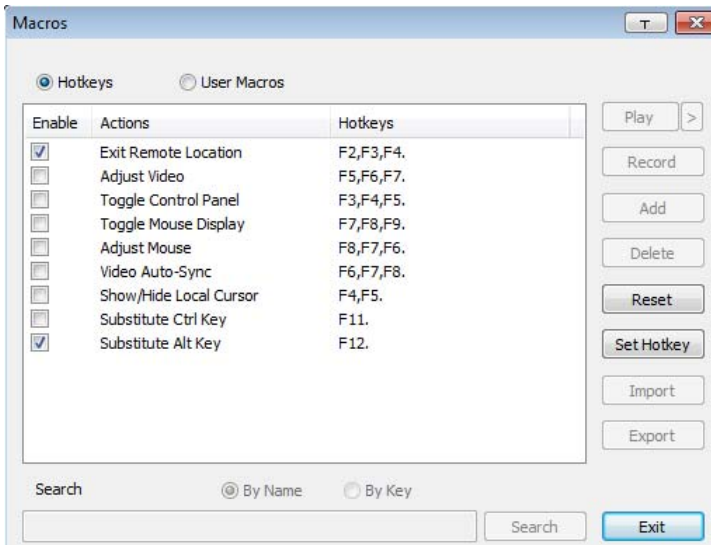 Macros
T
Hotkeys User Macros
Enable Actions Hotkeys
Exit Remote Location F2,F3,F4.
Adjust Video F5,F6,F7.
Toggle Control Panel F3,F4,F5.
Toggle Mouse Display F7,F8,F9.
Adjust Mouse F8,F7,F6.
Video Auto-Sync F6,F7,F8.
Show/Hide Local Cursor F4,F5.
Substitute Ctrl Key F11.
Substitute Alt Key F12.
Play >
Record
Add
Delete
Reset
Set Hotkey
Import
Export
Search By Name By Key
Search Exit